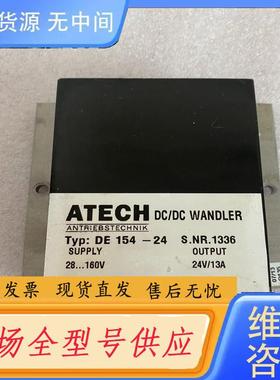 货源 无中间
ATECH
ANTRIEBSTECHNIK
DC/DC WANDLER
Typ: DE 154 - 24 S.NR.1336
SUPPLY OUTPUT
28...160V 24V/13A
发票 现货直发 售后无忧
场全型号供应
维
咨